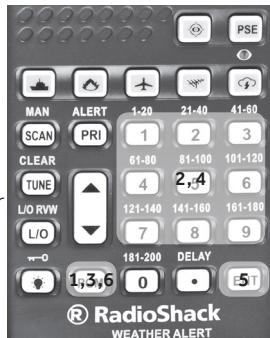 PSE
MAN ALERT 1-20 21-40 41-60
SCAN PRI 1 2 3
CLEAR 61-80 81-100 101-120
TUNE 4 2,4 6
L/O RVW 121-140 141-160 161-180
L/O 7 8 9
181-200 DELAY
1,3,6 0 • 5
® RadioShack
WEATHER ALERT